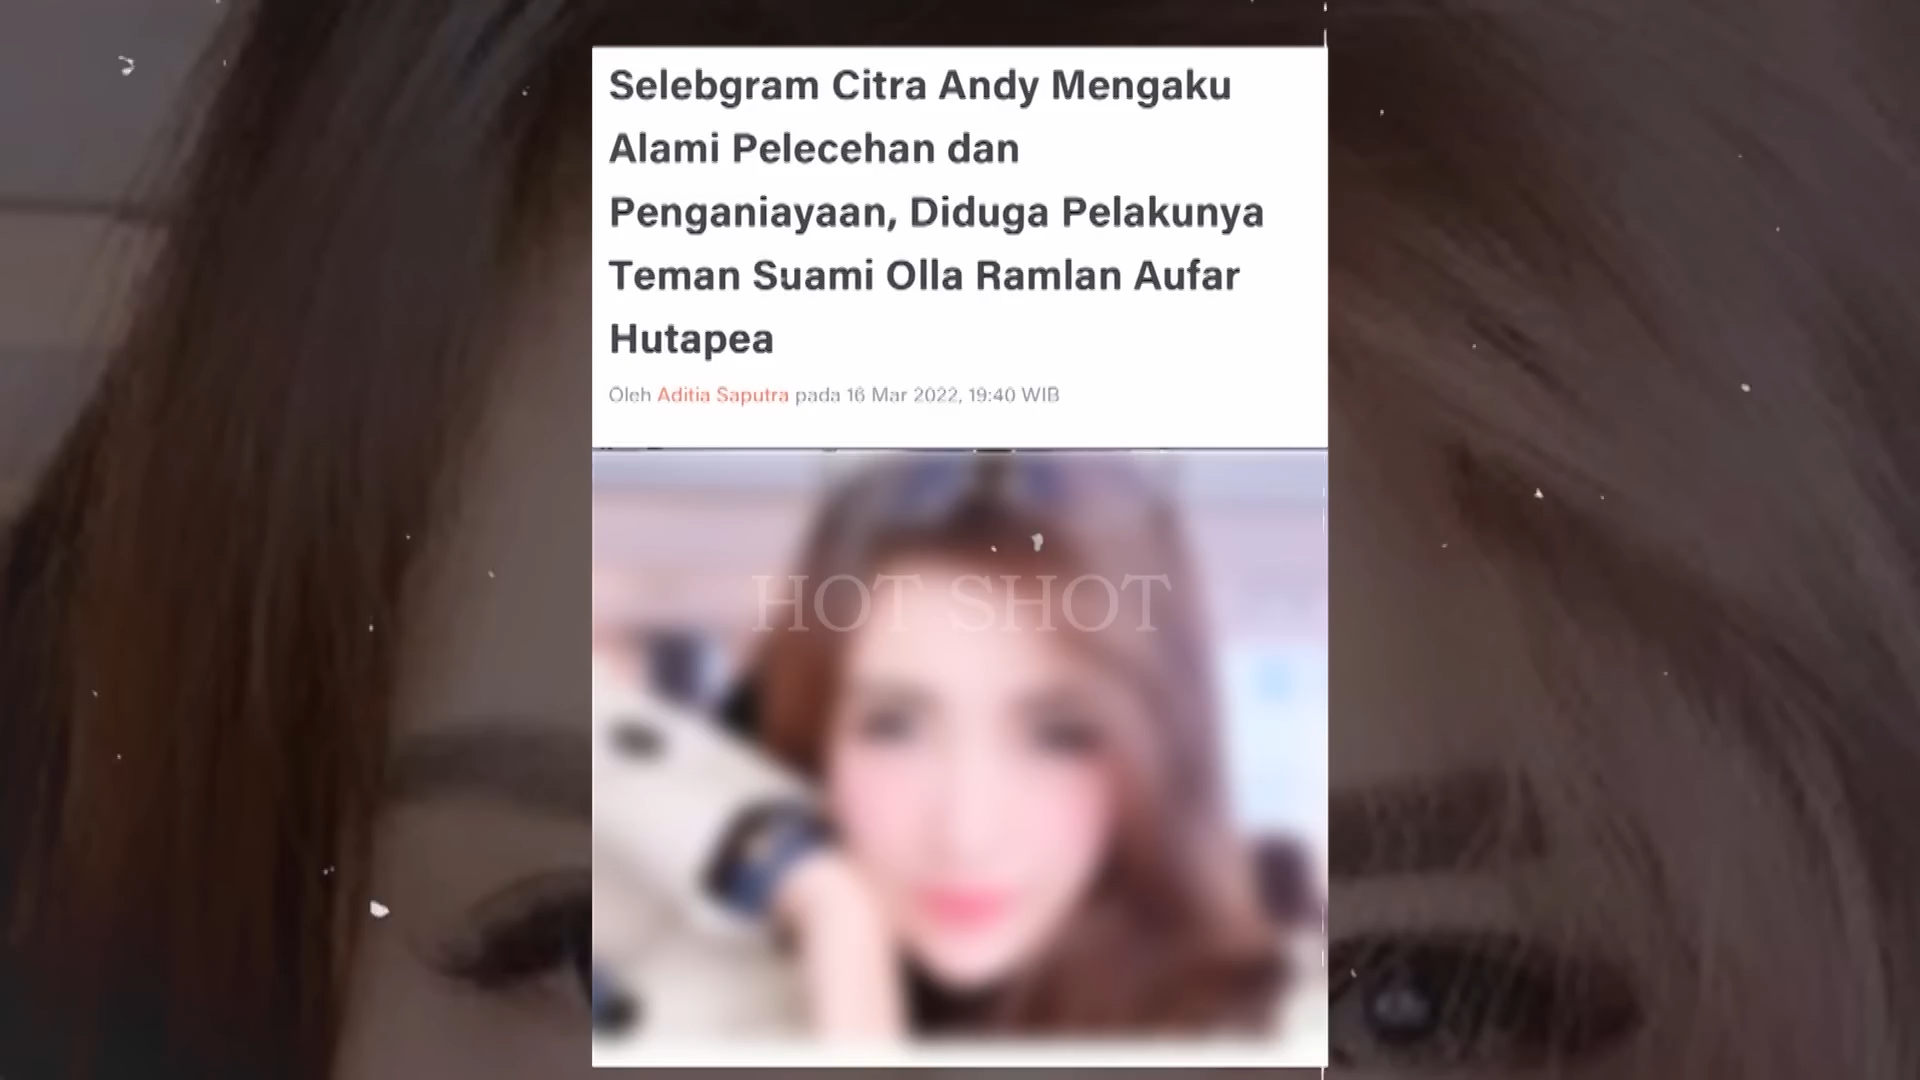 Selebgram Citra Andy Mengaku
Alami Pelecehan dan
Penganiayaan, Diduga Pelakunya
Teman Suami Olla Ramlan Aufar
Hutapea
Oleh Aditia Saputra pada 16 Mar 2022, 19:40 WIB
HOT SHOT